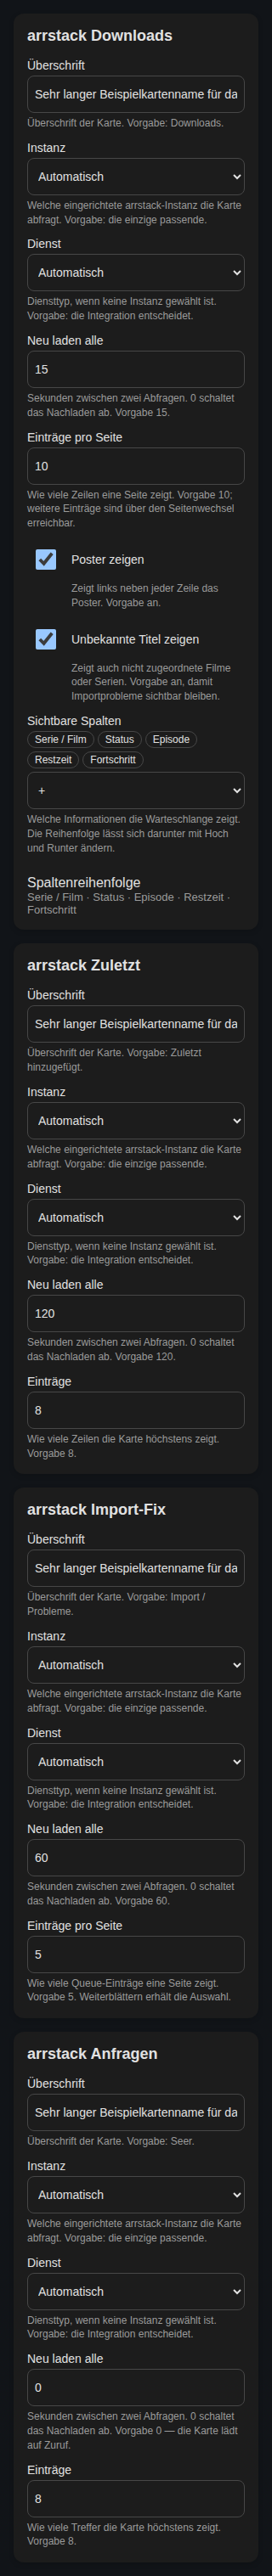 arrstack Downloads
Überschrift
Sehr langer Beispielkartenname für da
Überschrift der Karte. Vorgabe: Downloads.
Instanz
Automatisch
Welche eingerichtete arrstack-Instanz die Karte
abfragt. Vorgabe: die einzige passende.
Dienst
Automatisch
Diensttyp, wenn keine Instanz gewählt ist.
Vorgabe: die Integration entscheidet.
Neu laden alle
15
Sekunden zwischen zwei Abfragen. 0 schaltet
das Nachladen ab. Vorgabe 15.
Einträge pro Seite
10
Wie viele Zeilen eine Seite zeigt. Vorgabe 10;
weitere Einträge sind über den Seitenwechsel
erreichbar.
Poster zeigen
Zeigt links neben jeder Zeile das
Poster. Vorgabe an.
Unbekannte Titel zeigen
Zeigt auch nicht zugeordnete Filme
oder Serien. Vorgabe an, damit
Importprobleme sichtbar bleiben.
Sichtbare Spalten
Serie / Film Status Episode
Restzeit Fortschritt
+
Welche Informationen die Warteschlange zeigt.
Die Reihenfolge lässt sich darunter mit Hoch
und Runter ändern.
Spaltenreihenfolge
Serie / Film · Status · Episode · Restzeit ·
Fortschritt
arrstack Zuletzt
Überschrift
Sehr langer Beispielkartenname für da
Überschrift der Karte. Vorgabe: Zuletzt
hinzugefügt.
Instanz
Automatisch
Welche eingerichtete arrstack-Instanz die Karte
abfragt. Vorgabe: die einzige passende.
Dienst
Automatisch
Diensttyp, wenn keine Instanz gewählt ist.
Vorgabe: die Integration entscheidet.
Neu laden alle
120
Sekunden zwischen zwei Abfragen. 0 schaltet
das Nachladen ab. Vorgabe 120.
Einträge
8
Wie viele Zeilen die Karte höchstens zeigt.
Vorgabe 8.
arrstack Import-Fix
Überschrift
Sehr langer Beispielkartenname für da
Überschrift der Karte. Vorgabe: Import /
Probleme.
Instanz
Automatisch
Welche eingerichtete arrstack-Instanz die Karte
abfragt. Vorgabe: die einzige passende.
Dienst
Automatisch
Diensttyp, wenn keine Instanz gewählt ist.
Vorgabe: die Integration entscheidet.
Neu laden alle
60
Sekunden zwischen zwei Abfragen. 0 schaltet
das Nachladen ab. Vorgabe 60.
Einträge pro Seite
5
Wie viele Queue-Einträge eine Seite zeigt.
Vorgabe 5. Weiterblättern erhält die Auswahl.
arrstack Anfragen
Überschrift
Sehr langer Beispielkartenname für da
Überschrift der Karte. Vorgabe: Seer.
Instanz
Automatisch
Welche eingerichtete arrstack-Instanz die Karte
abfragt. Vorgabe: die einzige passende.
Dienst
Automatisch
Diensttyp, wenn keine Instanz gewählt ist.
Vorgabe: die Integration entscheidet.
Neu laden alle
0
Sekunden zwischen zwei Abfragen. 0 schaltet
das Nachladen ab. Vorgabe 0 — die Karte lädt
auf Zuruf.
Einträge
8
Wie viele Treffer die Karte höchstens zeigt.
Vorgabe 8.